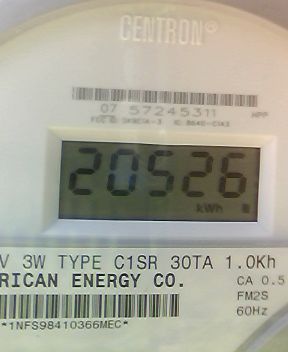 CENTRON®
07 57245311 HPP
20526
kWh
V 3W TYPE C1SR 30TA 1.0Kh
RICAN ENERGY CO. CA 0.5
FM2S
60Hz
*1NFS98410366MEC*